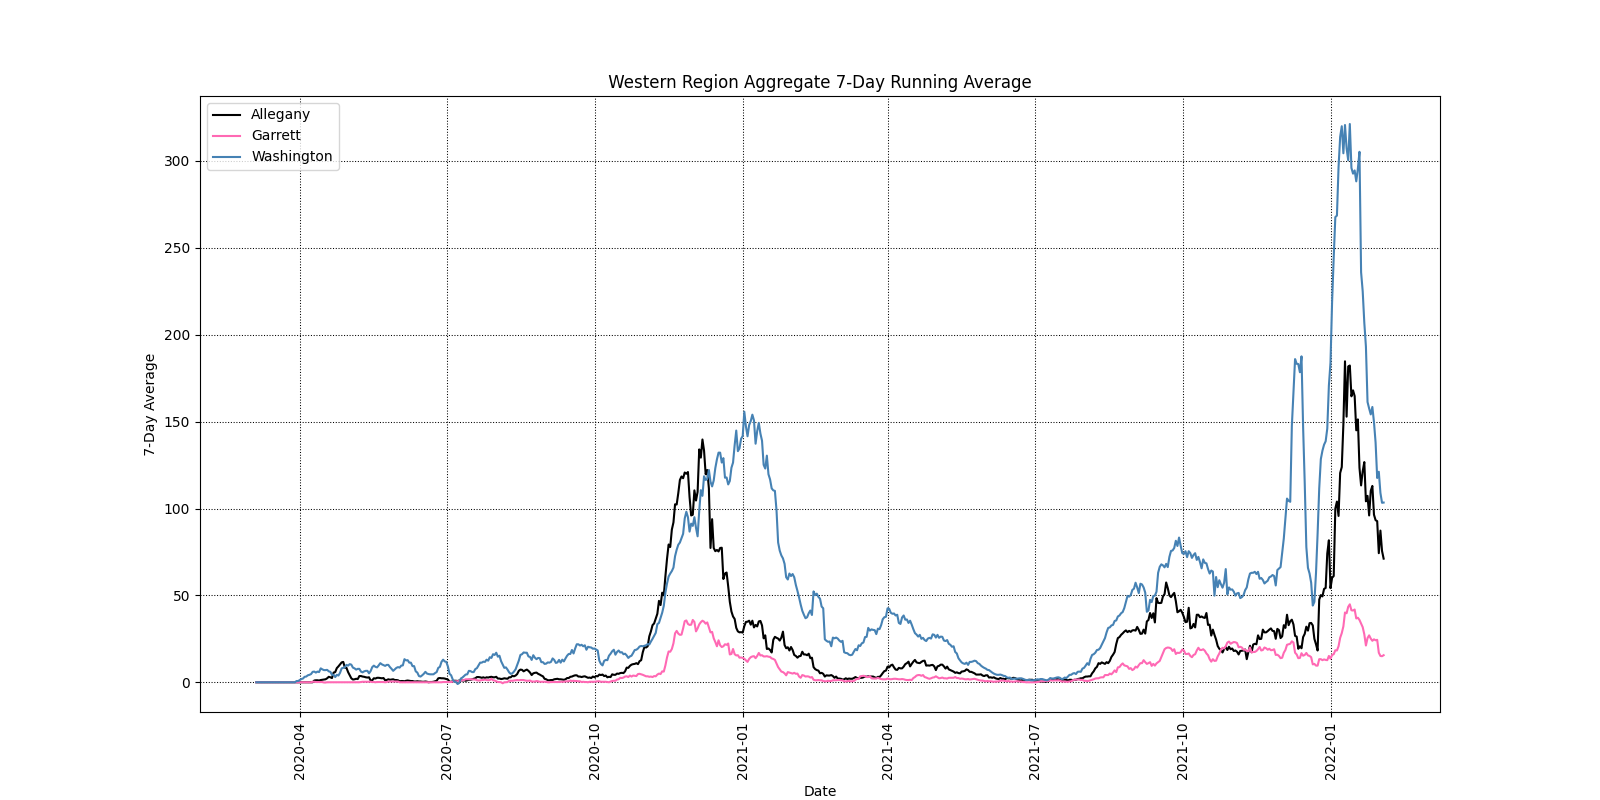 Western Region Aggregate 7-Day Running Average
Allegany
Garrett
Washington
300
250
200
150
100
50
0
7-Day Average
2020-04
2020-07
2020-10
2021-01
2021-04
2021-07
2021-10
2022-01
Date